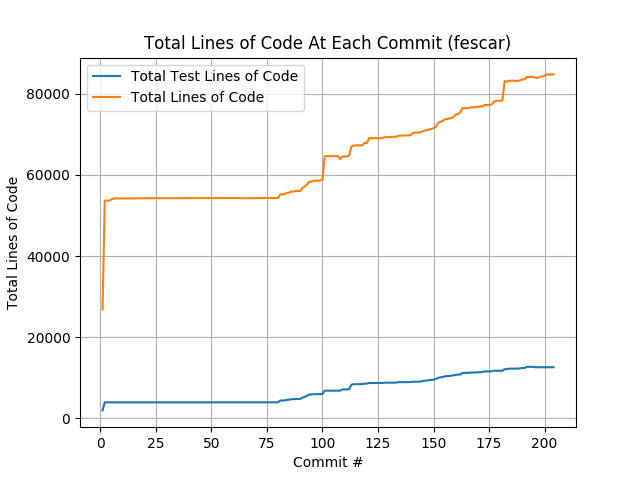 Total Lines of Code At Each Commit (fescar)
Total Test Lines of Code
Total Lines of Code
80000
60000
40000
20000
0
Total Lines of Code
0 25 50 75 100 125 150 175 200
Commit #